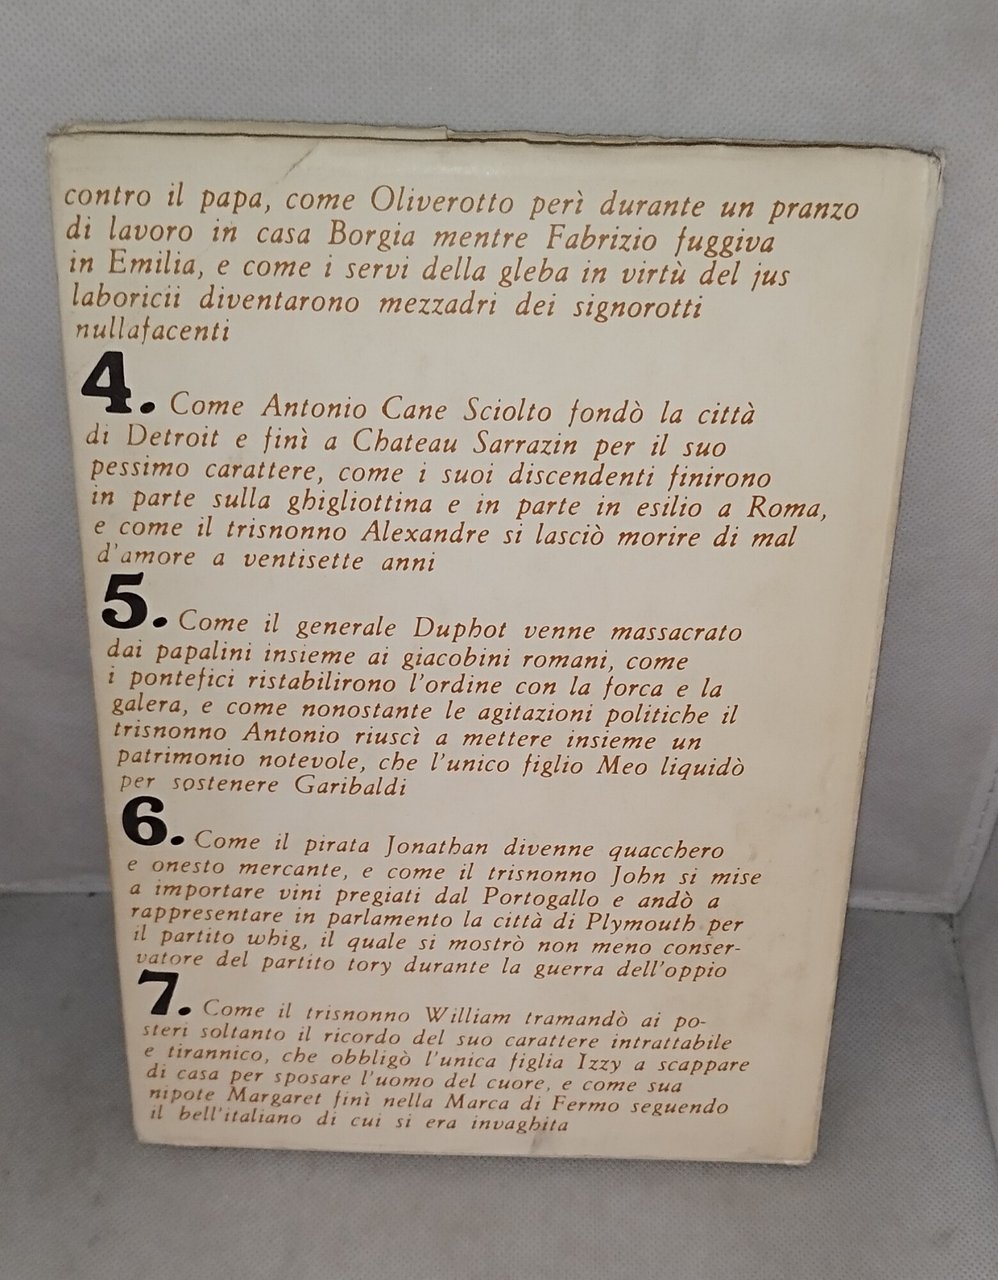 contro il papa, come Oliverotto perì durante un pranzo
di lavoro in casa Borgia mentre Fabrizio fuggiva
in Emilia, e come i servi della gleba in virtù del jus
laboricii diventarono mezzadri dei signorotti
nullafacenti
4. Come Antonio Cane Sciolto fondò la città
di Detroit e finì a Chateau Sarrazin per il suo
pessimo carattere, come i suoi discendenti finirono
in parte sulla ghigliottina e in parte in esilio a Roma,
e come il trisnonno Alexandre si lasciò morire di mal
d'amore a ventisette anni
5. Come il generale Duphot venne massacrato
dai papalini insieme ai giacobini romani, come
i pontefici ristabilirono l'ordine con la forca e la
galera, e come nonostante le agitazioni politiche il
trisnonno Antonio riuscì a mettere insieme un
patrimonio notevole, che l'unico figlio Meo liquidò
per sostenere Garibaldi
6. Come il pirata Jonathan divenne quacchero
e onesto mercante, e come il trisnonno John si mise
a importare vini pregiati dal Portogallo e andò a
rappresentare in parlamento la città di Plymouth per
il partito whig, il quale si mostrò non meno conser-
vatore del partito tory durante la guerra dell'oppio
7. Come il trisnonno William tramandò ai po-
steri soltanto il ricordo del suo carattere intrattabile
e tirannico, che obbligò l'unica figlia Izzy a scappare
di casa per sposare l'uomo del cuore, e come sua
nipote Margaret finì nella Marca di Fermo seguendo
il bell'italiano di cui si era invaghita